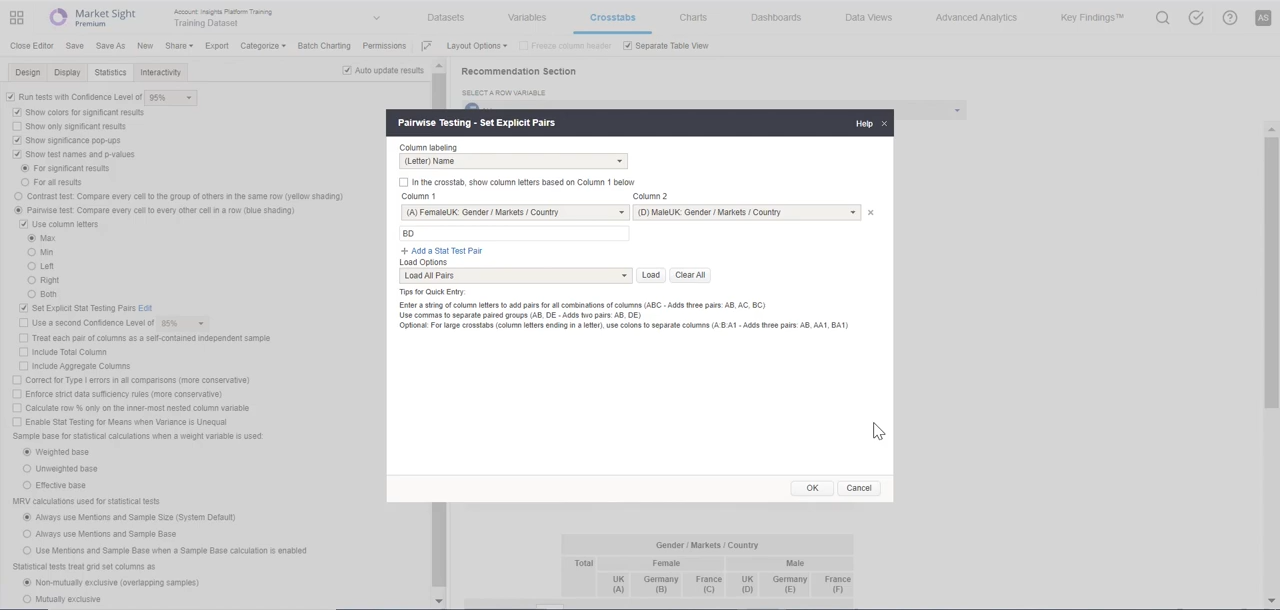 Market Sight
Premium
Account: Insights Platform Training
Training Dataset
Datasets
Variables
Crosstabs
Charts
Dashboards
Data Views
Advanced Analytics
Key Findings™
AS
Close Editor
Save
Save As
New
Share
Export
Categorize
Batch Charting
Permissions
Layout Options
Freeze column header
Separate Table View
Design
Display
Statistics
Interactivity
Auto update results
Run tests with Confidence Level of 95%
Show colors for significant results
Show only significant results
Show significance pop-ups
Show test names and p-values
For significant results
For all results
Contrast test: Compare every cell to the group of others in the same row (yellow shading)
Pairwise test: Compare every cell to every other cell in a row (blue shading)
Use column letters
Max
Min
Left
Right
Both
Set Explicit Stat Testing Pairs Edit
Use a second Confidence Level of 85%
Treat each pair of columns as a self-contained independent sample
Include Total Column
Include Aggregate Columns
Correct for Type I errors in all comparisons (more conservative)
Enforce strict data sufficiency rules (more conservative)
Calculate row % only on the inner-most nested column variable
Enable Stat Testing for Means when Variance is Unequal
Sample base for statistical calculations when a weight variable is used:
Weighted base
Unweighted base
Effective base
MRV calculations used for statistical tests
Always use Mentions and Sample Size (System Default)
Always use Mentions and Sample Base
Use Mentions and Sample Base when a Sample Base calculation is enabled
Statistical tests treat grid set columns as
Non-mutually exclusive (overlapping samples)
Mutually exclusive
Recommendation Section
SELECT A ROW VARIABLE
Pairwise Testing - Set Explicit Pairs
Help ×
Column labeling
(Letter) Name
In the crosstab, show column letters based on Column 1 below
Column 1
Column 2
(A) FemaleUK: Gender / Markets / Country
(D) MaleUK: Gender / Markets / Country
BD
+ Add a Stat Test Pair
Load Options
Load All Pairs
Load
Clear All
Tips for Quick Entry:
Enter a string of column letters to add pairs for all combinations of columns (ABC - Adds three pairs: AB, AC, BC)
Use commas to separate paired groups (AB, DE - Adds two pairs: AB, DE)
Optional: For large crosstabs (column letters ending in a letter), use colons to separate columns (A:B:A1 - Adds three pairs: AB, AA1, BA1)
OK
Cancel
Gender / Markets / Country
Total
Female
Male
UK
(A)
Germany
(B)
France
(C)
UK
(D)
Germany
(E)
France
(F)